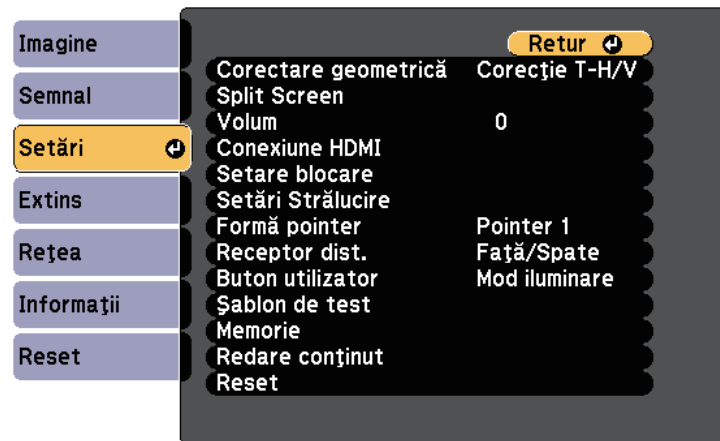 Imagine
Semnal
Setări
Extins
Reţea
Informaţii
Reset
Retur
Corectare geometrică Corecţie T-H/V
Split Screen
Volum 0
Conexiune HDMI
Setare blocare
Setări Strălucire
Formă pointer Pointer 1
Receptor dist. Faţă/Spate
Buton utilizator Mod iluminare
Şablon de test
Memorie
Redare conţinut
Reset